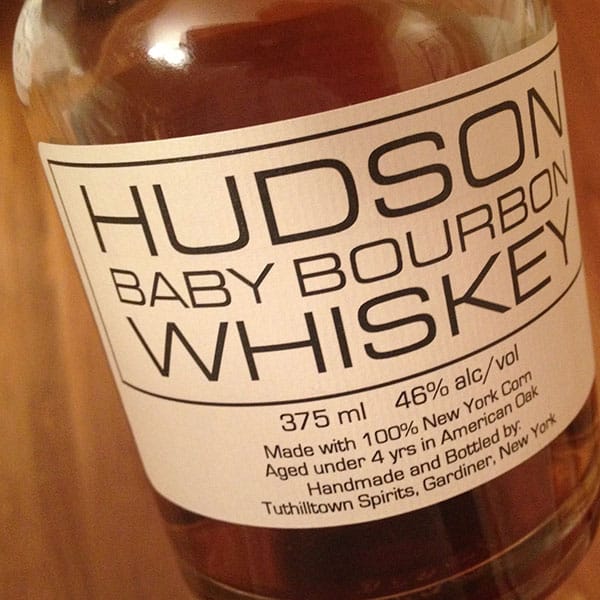 HUDSON
BABY BOURBON
WHISKEY
375 ml 46% alc/vol
Made with 100% New York Corn
Aged under 4 yrs in American Oak
Handmade and Bottled by:
Tuthilltown Spirits, Gardiner, New York